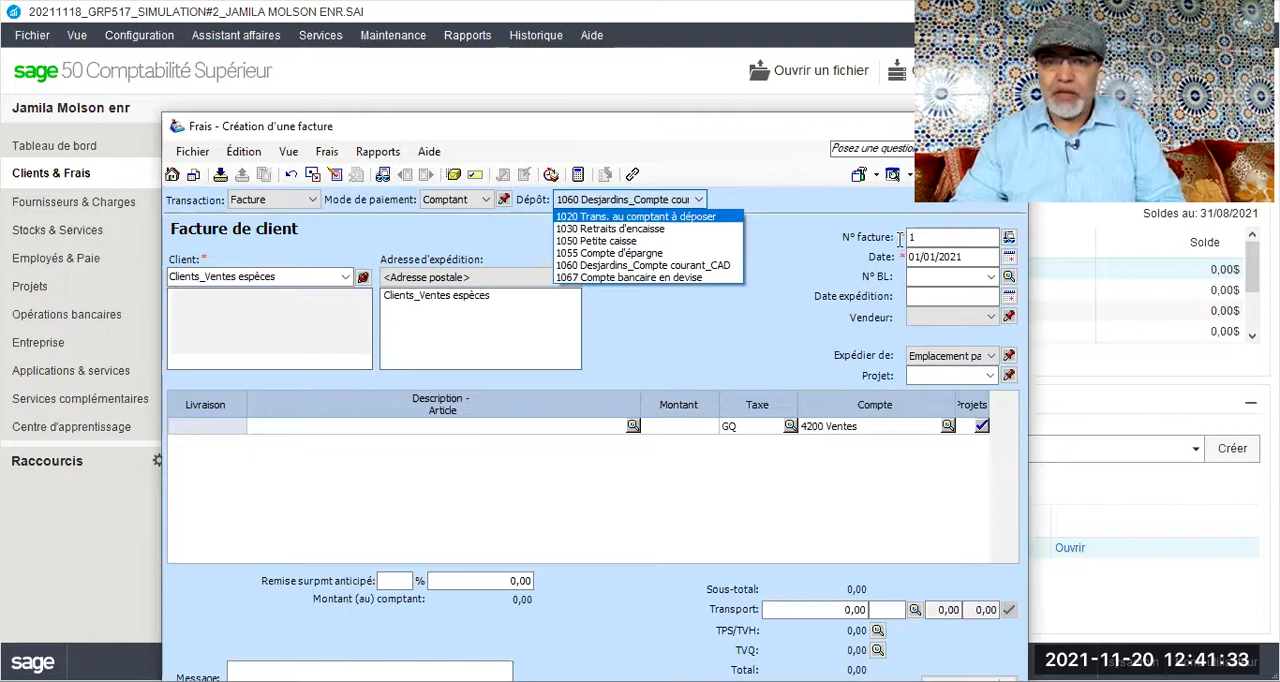 20211118_GRP517_SIMULATION#2_JAMILA MOLSON ENR.SAI
Fichier Vue Configuration Assistant affaires Services Maintenance Rapports Historique Aide
sage 50 Comptabilité Supérieur
Ouvrir un fichier
Jamila Molson enr
Tableau de bord
Clients & Frais
Fournisseurs & Charges
Stocks & Services
Employés & Paie
Projets
Opérations bancaires
Entreprise
Applications & services
Services complémentaires
Centre d'apprentissage
Raccourcis
sage
Frais - Création d'une facture
Fichier Édition Vue Frais Rapports Aide
Posez une question
Transaction: Facture Mode de paiement: Comptant Dépôt: 1060 Desjardins_Compte cour
1020 Trans. au comptant à déposer
1030 Retraits d'encaisse
1050 Petite caisse
1055 Compte d'épargne
1060 Desjardins_Compte courant_CAD
1067 Compte bancaire en devise
Facture de client
Client: *
Clients_Ventes espèces
Adresse d'expédition:
<Adresse postale>
Clients_Ventes espèces
N° facture: 1
Date: * 01/01/2021
N° BL:
Date expédition:
Vendeur:
Expédier de: Emplacement pa
Projet:
Livraison Description - Article Montant Taxe Compte Projets
GQ 4200 Ventes
Remise sur pmt anticipé: % 0,00
Montant (au) comptant: 0,00
Sous-total: 0,00
Transport: 0,00 0,00 0,00
TPS/TVH: 0,00
TVQ: 0,00
Total: 0,00
Message:
Soldes au: 31/08/2021
Solde
0,00$
0,00$
0,00$
0,00$
Créer
Ouvrir
2021-11-20 12:41:33